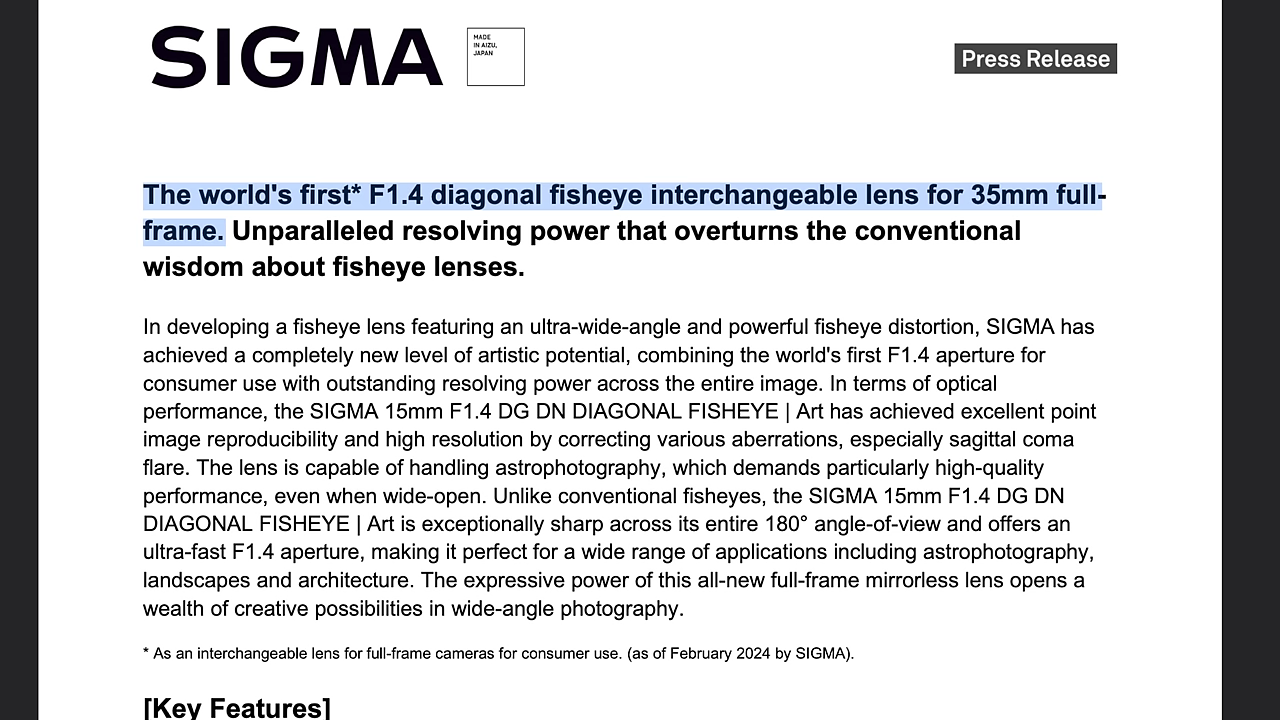 SIGMA
MADE
IN AIZU,
JAPAN
Press Release
The world's first* F1.4 diagonal fisheye interchangeable lens for 35mm full-
frame. Unparalleled resolving power that overturns the conventional
wisdom about fisheye lenses.
In developing a fisheye lens featuring an ultra-wide-angle and powerful fisheye distortion, SIGMA has
achieved a completely new level of artistic potential, combining the world's first F1.4 aperture for
consumer use with outstanding resolving power across the entire image. In terms of optical
performance, the SIGMA 15mm F1.4 DG DN DIAGONAL FISHEYE | Art has achieved excellent point
image reproducibility and high resolution by correcting various aberrations, especially sagittal coma
flare. The lens is capable of handling astrophotography, which demands particularly high-quality
performance, even when wide-open. Unlike conventional fisheyes, the SIGMA 15mm F1.4 DG DN
DIAGONAL FISHEYE | Art is exceptionally sharp across its entire 180° angle-of-view and offers an
ultra-fast F1.4 aperture, making it perfect for a wide range of applications including astrophotography,
landscapes and architecture. The expressive power of this all-new full-frame mirrorless lens opens a
wealth of creative possibilities in wide-angle photography.
* As an interchangeable lens for full-frame cameras for consumer use. (as of February 2024 by SIGMA).
[Key Features]